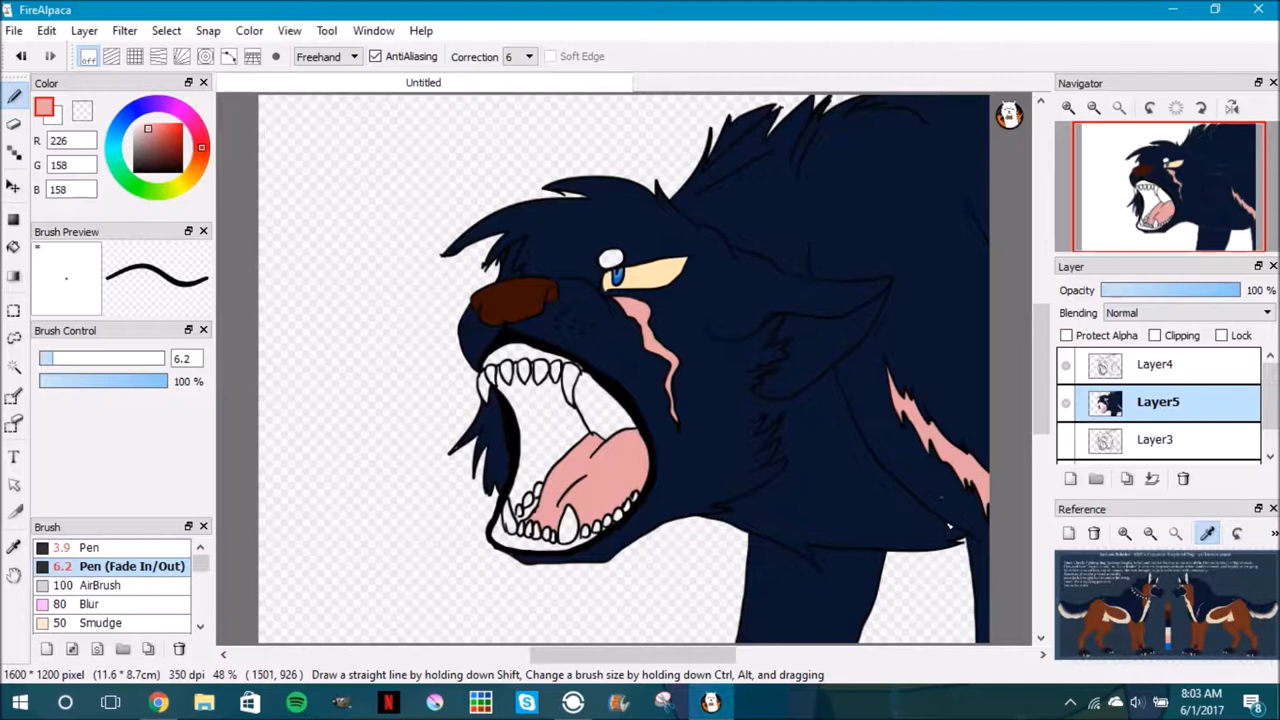 FireAlpaca
File Edit Layer Filter Select Snap Color View Tool Window Help
off Freehand AntiAliasing Correction 6 Soft Edge
Color
Untitled
Navigator
R 226
G 158
B 158
Brush Preview
*
Layer
Opacity 100 %
Blending Normal
Protect Alpha Clipping Lock
Brush Control
6.2
100 %
Layer4
Layer5
Layer3
Reference
Brush
3.9 Pen
6.2 Pen (Fade In/Out)
100 AirBrush
80 Blur
50 Smudge
1600 * 1200 pixel (11.6 * 8.7cm) 350 dpi 48 % ( 1501, 926 ) Draw a straight line by holding down Shift, Change a brush size by holding down Ctrl, Alt, and dragging
8:03 AM
6/1/2017
8